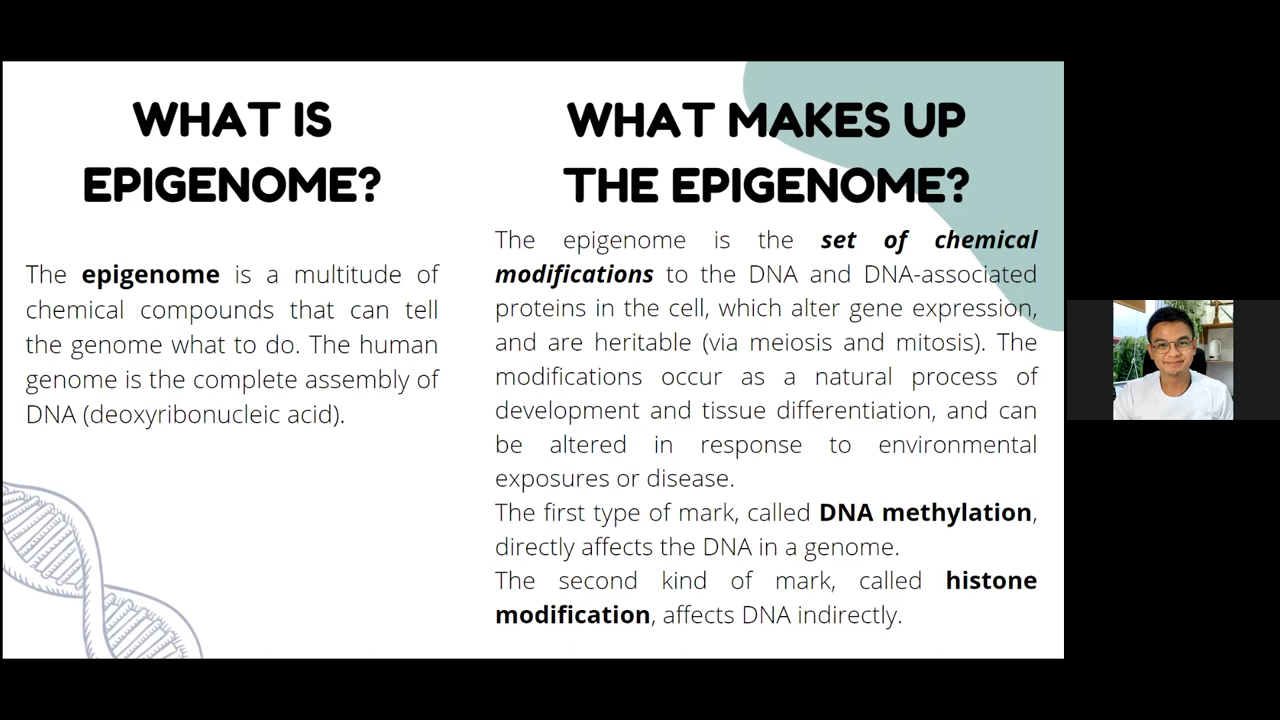 WHAT IS
EPIGENOME?
The epigenome is a multitude of
chemical compounds that can tell
the genome what to do. The human
genome is the complete assembly of
DNA (deoxyribonucleic acid).
WHAT MAKES UP
THE EPIGENOME?
The epigenome is the set of chemical
modifications to the DNA and DNA-associated
proteins in the cell, which alter gene expression,
and are heritable (via meiosis and mitosis). The
modifications occur as a natural process of
development and tissue differentiation, and can
be altered in response to environmental
exposures or disease.
The first type of mark, called DNA methylation,
directly affects the DNA in a genome.
The second kind of mark, called histone
modification, affects DNA indirectly.